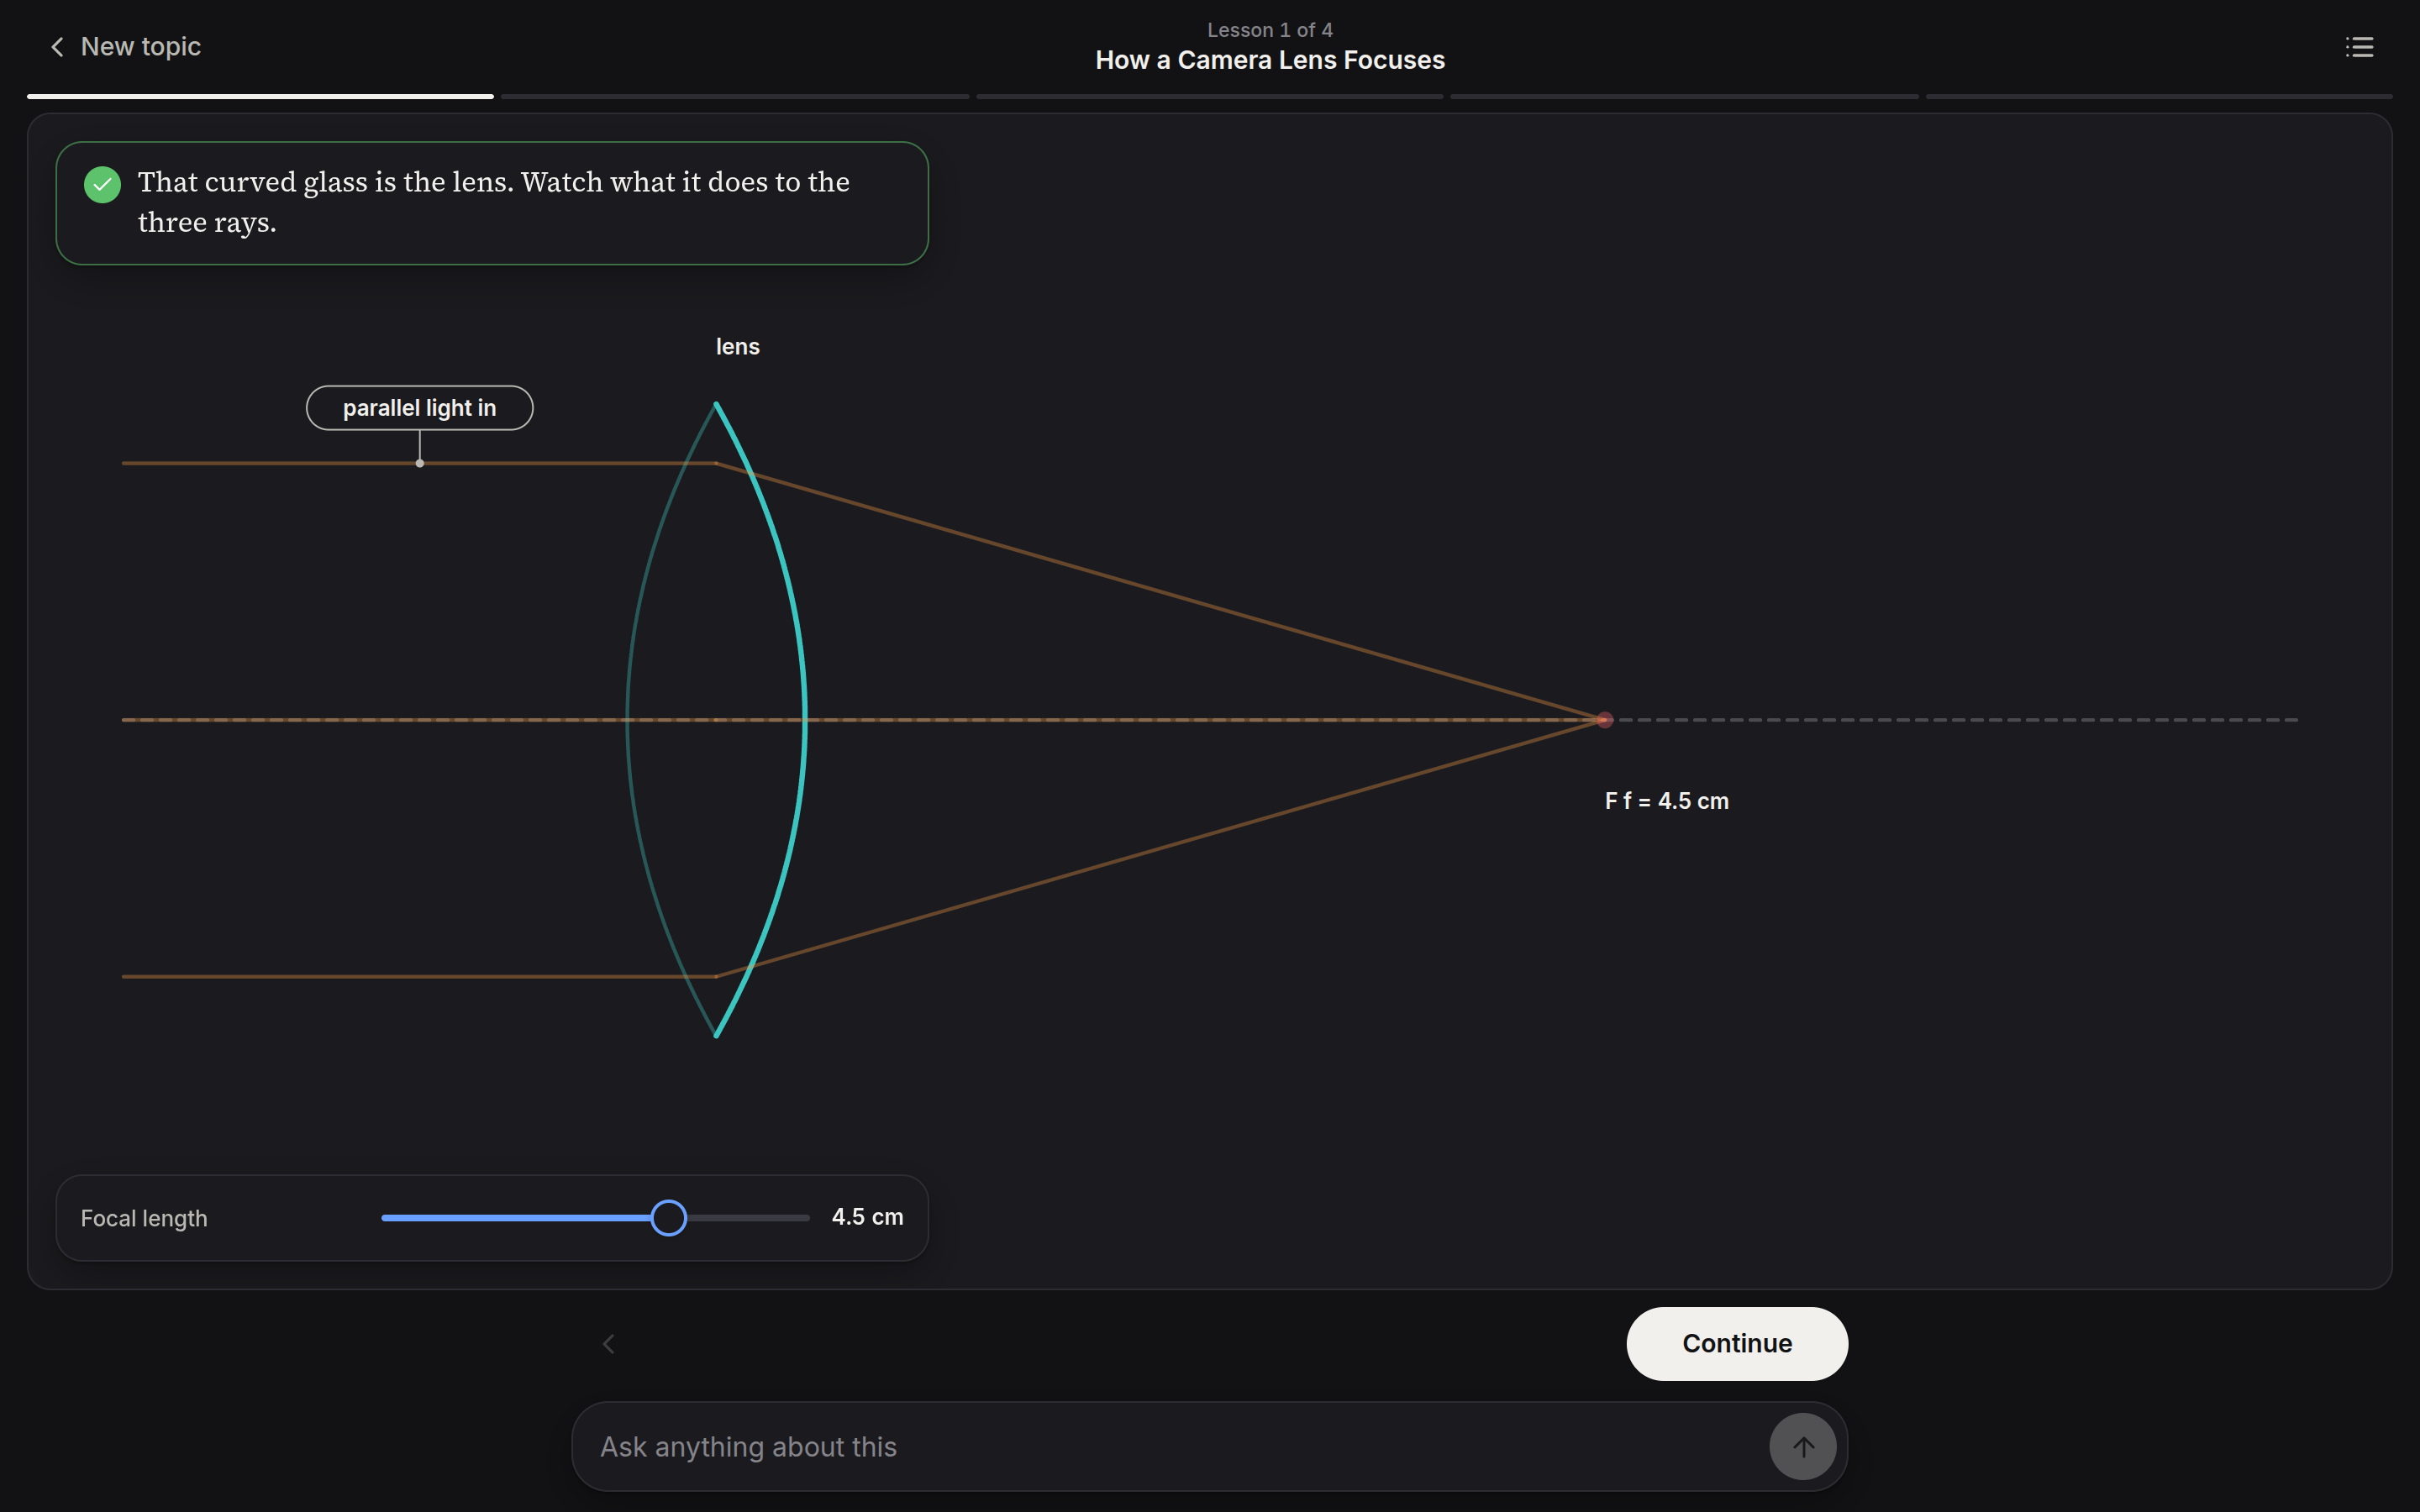 New topic
Lesson 1 of 4
How a Camera Lens Focuses
That curved glass is the lens. Watch what it does to the
three rays.
lens
parallel light in
F f = 4.5 cm
Focal length
4.5 cm
Continue
Ask anything about this